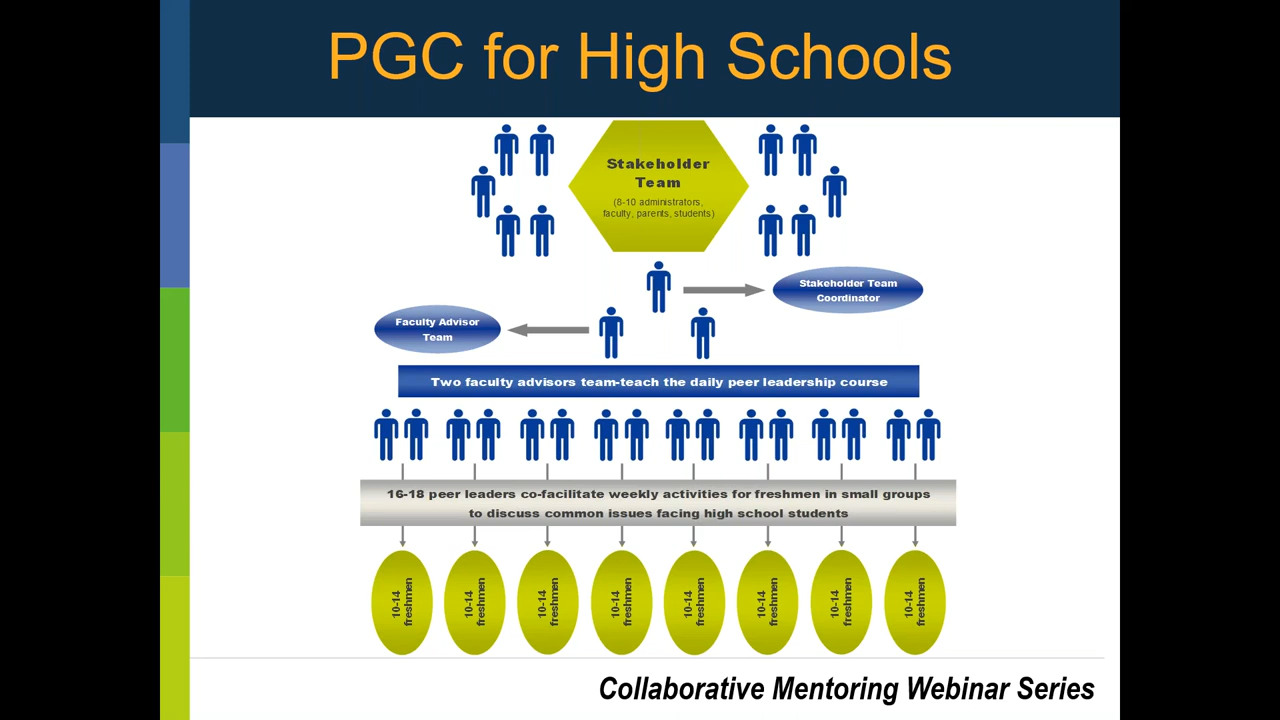 PGC for High Schools
Stakeholder
Team
(8-10 administrators,
faculty, parents, students)
Stakeholder Team
Coordinator
Faculty Advisor
Team
Two faculty advisors team-teach the daily peer leadership course
16-18 peer leaders co-facilitate weekly activities for freshmen in small groups
to discuss common issues facing high school students
10-14
freshmen
10-14
freshmen
10-14
freshmen
10-14
freshmen
10-14
freshmen
10-14
freshmen
10-14
freshmen
10-14
freshmen
Collaborative Mentoring Webinar Series